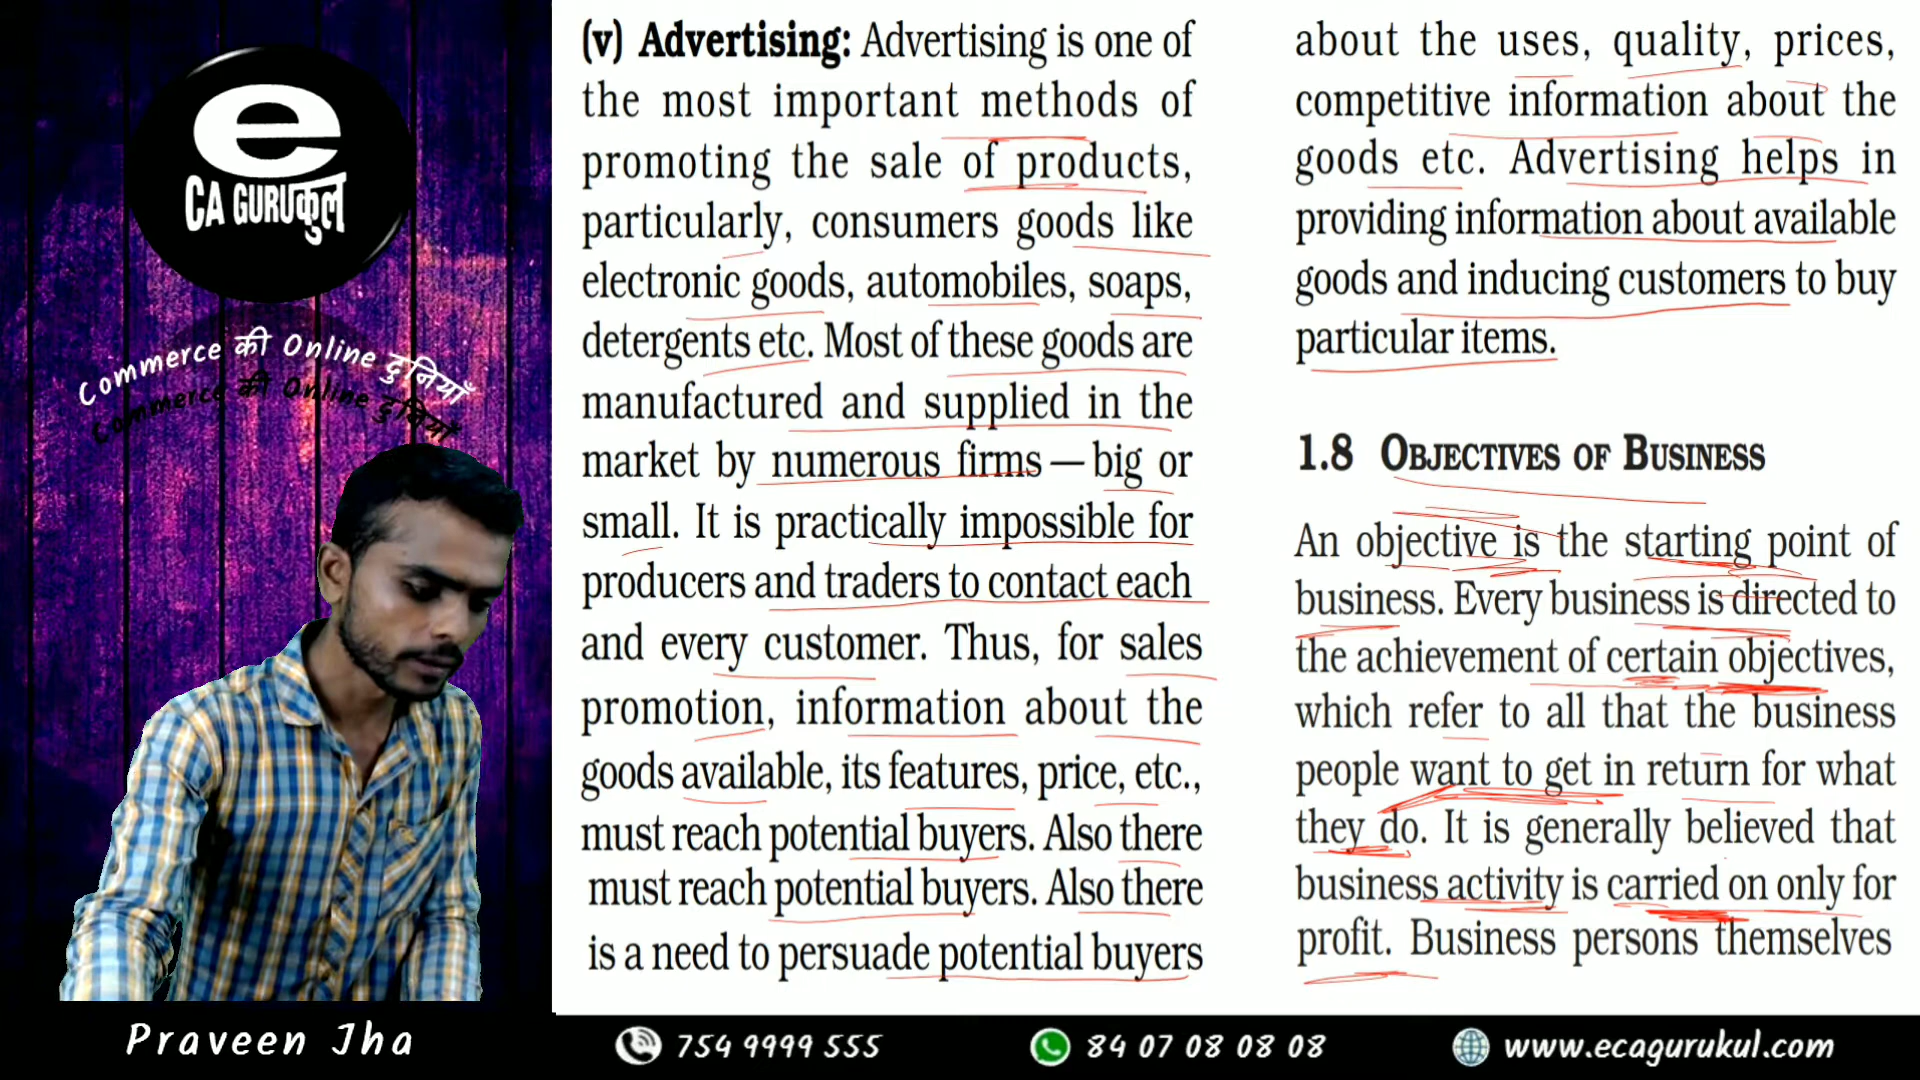 e
CA GURUकुल
Commerce की Online दुनियाँ
Commerce की Online दुनियाँ
(v) Advertising: Advertising is one of
the most important methods of
promoting the sale of products,
particularly, consumers goods like
electronic goods, automobiles, soaps,
detergents etc. Most of these goods are
manufactured and supplied in the
market by numerous firms — big or
small. It is practically impossible for
producers and traders to contact each
and every customer. Thus, for sales
promotion, information about the
goods available, its features, price, etc.,
must reach potential buyers. Also there
must reach potential buyers. Also there
is a need to persuade potential buyers
about the uses, quality, prices,
competitive information about the
goods etc. Advertising helps in
providing information about available
goods and inducing customers to buy
particular items.
1.8 OBJECTIVES OF BUSINESS
An objective is the starting point of
business. Every business is directed to
the achievement of certain objectives,
which refer to all that the business
people want to get in return for what
they do. It is generally believed that
business activity is carried on only for
profit. Business persons themselves
Praveen Jha
754 9999 555
84 07 08 08 08
www.ecagurukul.com